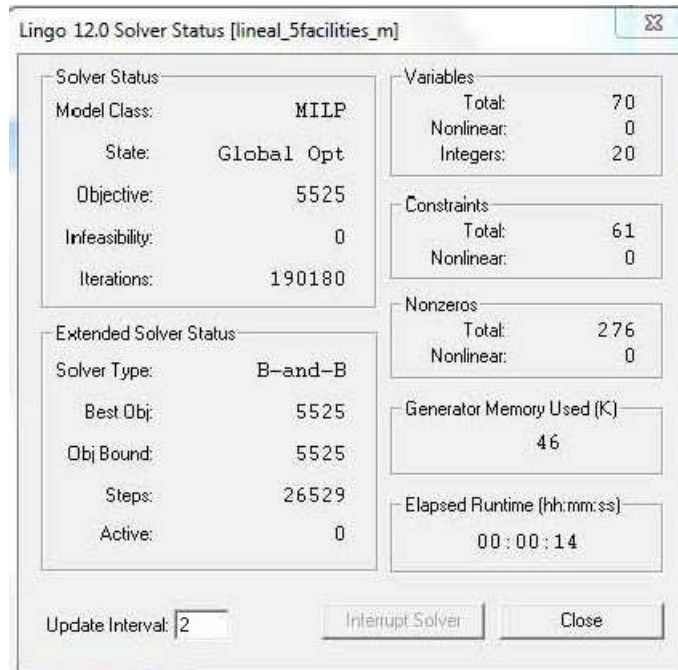 Lingo 12.0 Solver Status [lineal_5facilities_m]
Solver Status
Model Class: MILP
State: Global Opt
Objective: 5525
Infeasibility: 0
Iterations: 190180
Extended Solver Status
Solver Type: B-and-B
Best Obj: 5525
Obj Bound: 5525
Steps: 26529
Active: 0
Variables
Total: 70
Nonlinear: 0
Integers: 20
Constraints
Total: 61
Nonlinear: 0
Nonzeros
Total: 276
Nonlinear: 0
Generator Memory Used (K)
46
Elapsed Runtime (hh:mm:ss)
00:00:14
Update Interval: 2
Interrupt Solver
Close